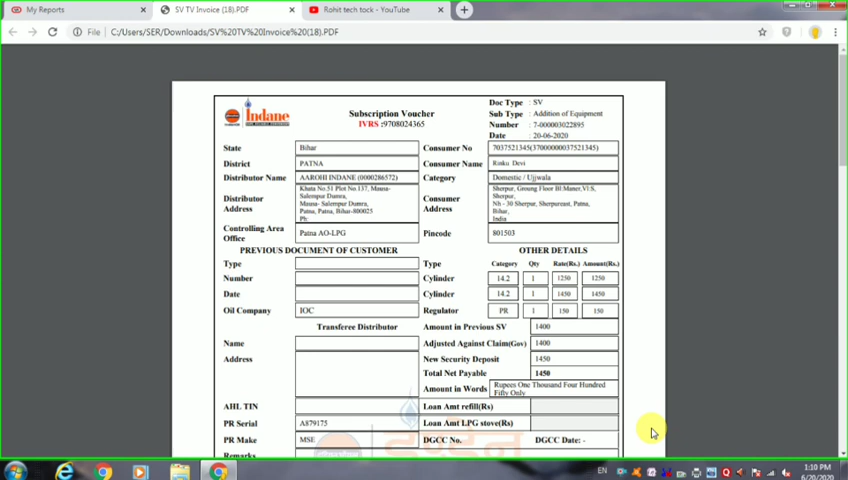 My Reports
SV TV Invoice (18).PDF
Rohit tech tock - YouTube
File C:/Users/SER/Downloads/SV%20TV%20Invoice%20(18).PDF
Indane
Subscription Voucher
IVRS :9708024365
Doc Type : SV
Sub Type : Addition of Equipment
Number : 7-000003022895
Date : 20-06-2020
State Bihar Consumer No 7037521345(3700000037521345)
District PATNA Consumer Name Rinku Devi
Distributor Name AAROHI INDANE (0000286572) Category Domestic / Ujjwala
Distributor Address
Khata No.51 Plot No.137, Mauza-
Salempur Dumra,
Mauza- Salempur Dumra,
Patna, Patna, Bihar-800025
Ph:
Consumer Address
Sherpur, Groung Floor Bl:Maner,Vl:S,
Sherpur,
Nh - 30 Sherpur, Sherpureast, Patna,
Bihar,
India
Controlling Area Office Patna AO-LPG Pincode 801503
PREVIOUS DOCUMENT OF CUSTOMER OTHER DETAILS
Type Type Category Qty Rate(Rs.) Amount(Rs.)
Number Cylinder 14.2 1 1250 1250
Date Cylinder 14.2 1 1450 1450
Oil Company IOC Regulator PR 1 150 150
Transferee Distributor Amount in Previous SV 1400
Name Adjusted Against Claim(Gov) 1400
Address New Security Deposit 1450
Total Net Payable 1450
Amount in Words Rupees One Thousand Four Hundred
Fifty Only
AHL TIN Loan Amt refill(Rs)
PR Serial A879175 Loan Amt LPG stove(Rs)
PR Make MSE DGCC No. DGCC Date: -
Remarks
इण्डेन
EN
1:10 PM
6/20/2020